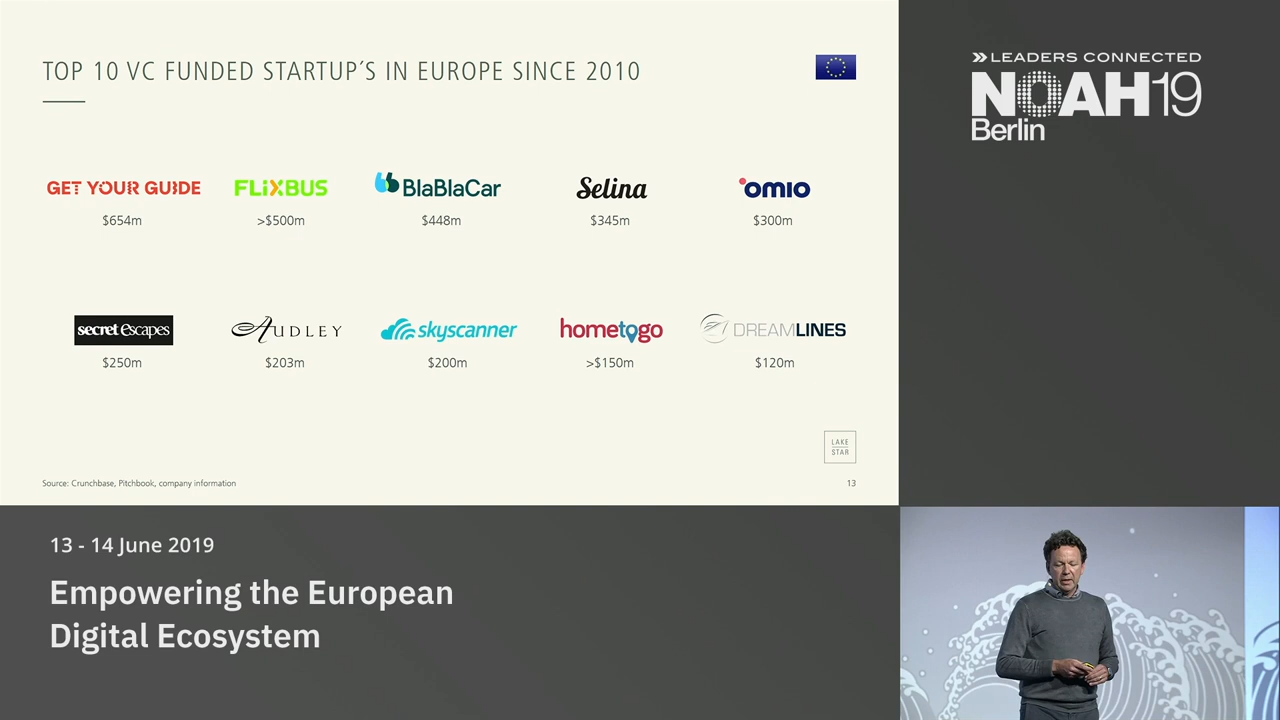 TOP 10 VC FUNDED STARTUP´S IN EUROPE SINCE 2010
GET YOUR GUIDE
$654m
FLiXBUS
>$500m
BlaBlaCar
$448m
Selina
$345m
omio
$300m
secret escapes
$250m
AUDLEY
$203m
skyscanner
$200m
hometogo
>$150m
DREAMLINES
$120m
LAKE
STAR
Source: Crunchbase, Pitchbook, company information
13
LEADERS CONNECTED
NOAH19
Berlin
13 - 14 June 2019
Empowering the European
Digital Ecosystem